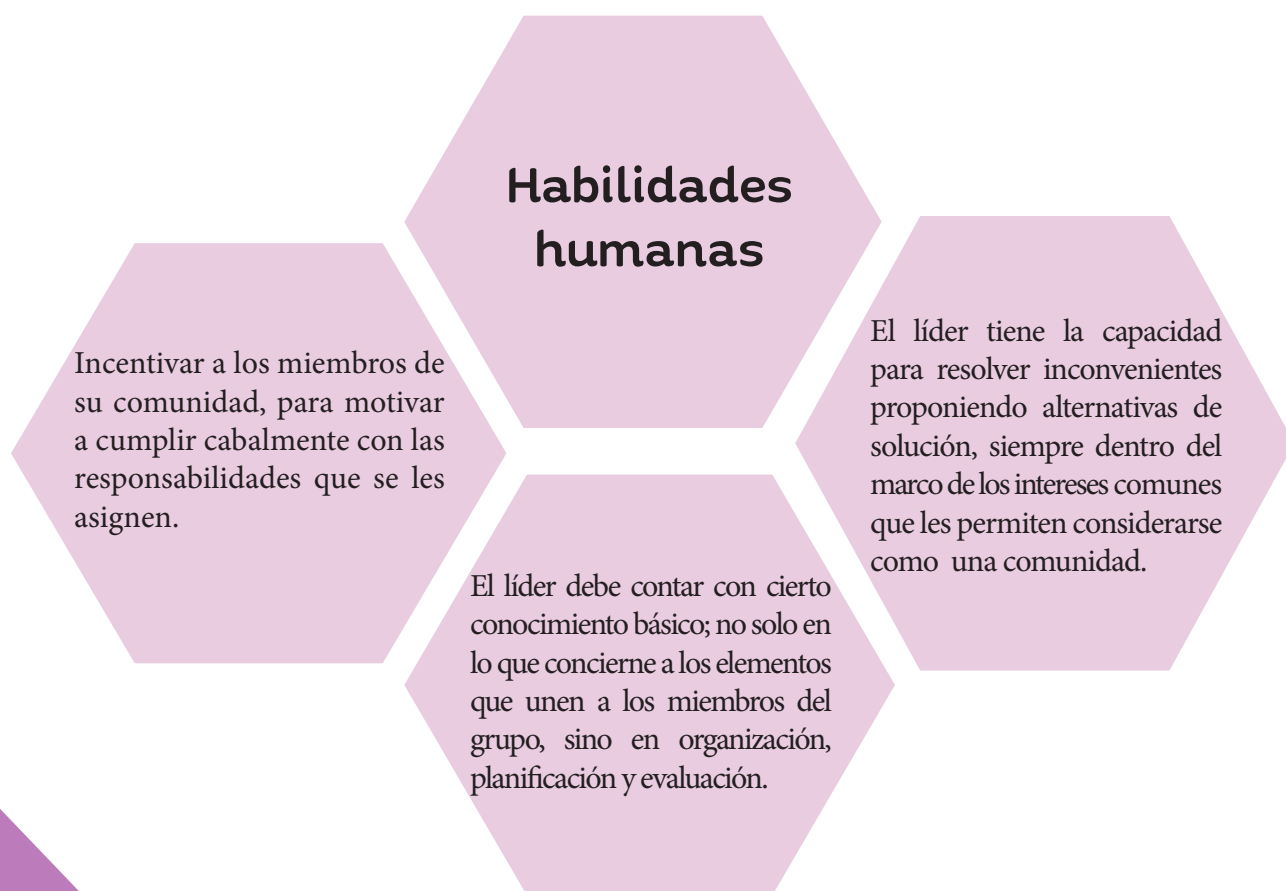 Habilidades
humanas
Incentivar a los miembros de
su comunidad, para motivar
a cumplir cabalmente con las
responsabilidades que se les
asignen.
El líder debe contar con cierto
conocimiento básico; no solo en
lo que concierne a los elementos
que unen a los miembros del
grupo, sino en organización,
planificación y evaluación.
El líder tiene la capacidad
para resolver inconvenientes
proponiendo alternativas de
solución, siempre dentro del
marco de los intereses comunes
que les permiten considerarse
como una comunidad.